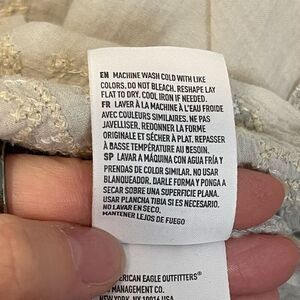 EN MACHINE WASH COLD WITH LIKE
COLORS. DO NOT BLEACH. RESHAPE LAY
FLAT TO DRY. COOL IRON IF NEEDED.
FR LAVER À LA MACHINE À L'EAU FROIDE
AVEC COULEURS SIMILAIRES. NE PAS
JAVELLISER. REDONNER LA FORME
ORIGINALE ET SÉCHER À PLAT. REPASSER
À BASSE TEMPÉRATURE AU BESOIN.
SP LAVAR A MÁQUINA CON AGUA FRÍA Y
PRENDAS DE COLOR SIMILAR. NO USAR
BLANQUEADOR. DARLE FORMA Y PONGA A
SECAR SOBRE UNA SUPERFICIE PLANA.
USAR PLANCHA TIBIA SI ES NECESARIO.
NO LAVAR EN SECO.
MANTENER LEJOS DE FUEGO
ERICAN EAGLE OUTFITTERS®
MANAGEMENT CO.
NEW YORK, NY 10016 USA